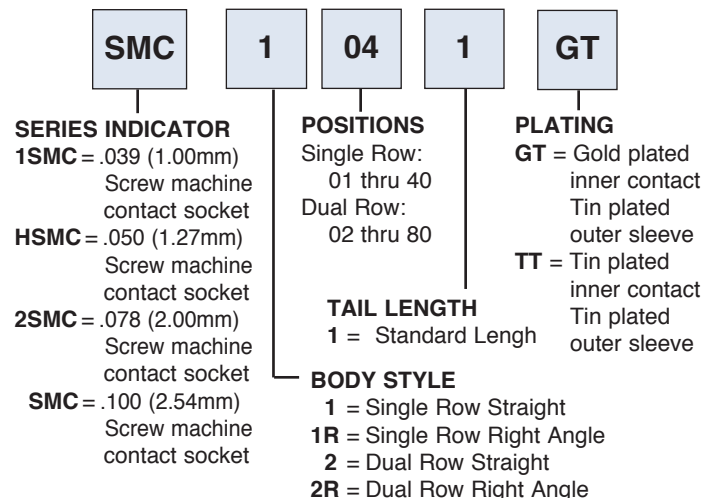 SMC 1 04 1 GT
SERIES INDICATOR
1SMC = .039 (1.00mm)
Screw machine
contact socket
HSMC = .050 (1.27mm)
Screw machine
contact socket
2SMC = .078 (2.00mm)
Screw machine
contact socket
SMC = .100 (2.54mm)
Screw machine
contact socket
POSITIONS
Single Row:
01 thru 40
Dual Row:
02 thru 80
PLATING
GT = Gold plated
inner contact
Tin plated
outer sleeve
TT = Tin plated
inner contact
Tin plated
outer sleeve
TAIL LENGTH
1 = Standard Lengh
BODY STYLE
1 = Single Row Straight
1R = Single Row Right Angle
2 = Dual Row Straight
2R = Dual Row Right Angle